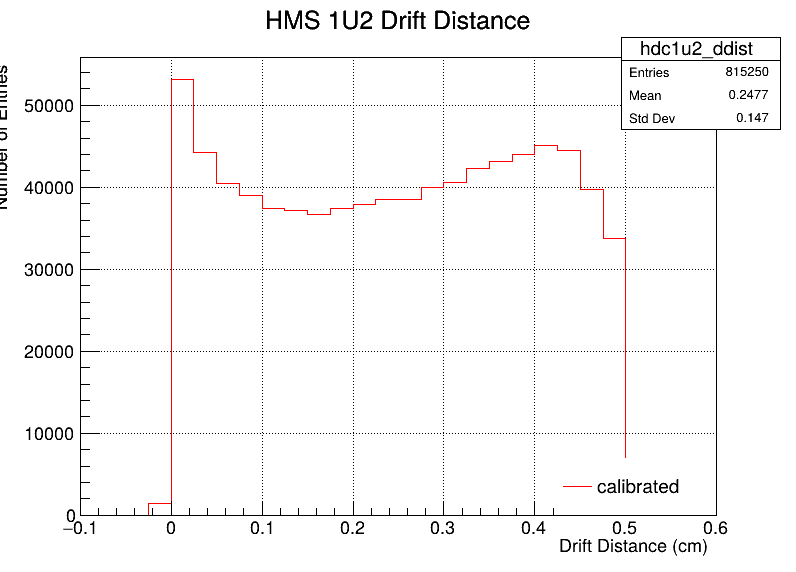 HMS 1U2 Drift Distance
hdc1u2_ddist
Entries 815250
Mean 0.2477
Std Dev 0.147
Number of Entries
50000
40000
30000
20000
10000
0
−0.1 0 0.1 0.2 0.3 0.4 0.5 0.6
Drift Distance (cm)
calibrated